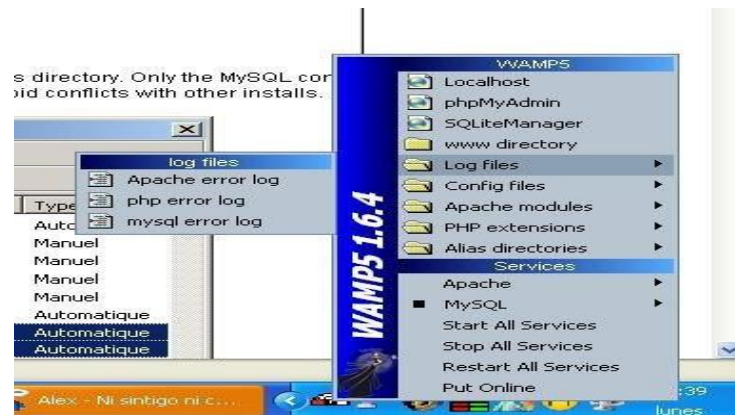 s directory. Only the MySQL con
oid conflicts with other installs.
log files
Apache error log
php error log
mysql error log
Type
Auto
Manuel
Manuel
Manuel
Manuel
Automatique
Automatique
Automatique
WAMP5
Localhost
phpMyAdmin
SQLiteManager
www directory
Log files
Config files
Apache modules
PHP extensions
Alias directories
Services
Apache
MySQL
Start All Services
Stop All Services
Restart All Services
Put Online
WAMP5 1.6.4
Alex - Ni sintigo ni c...
:39
lunes